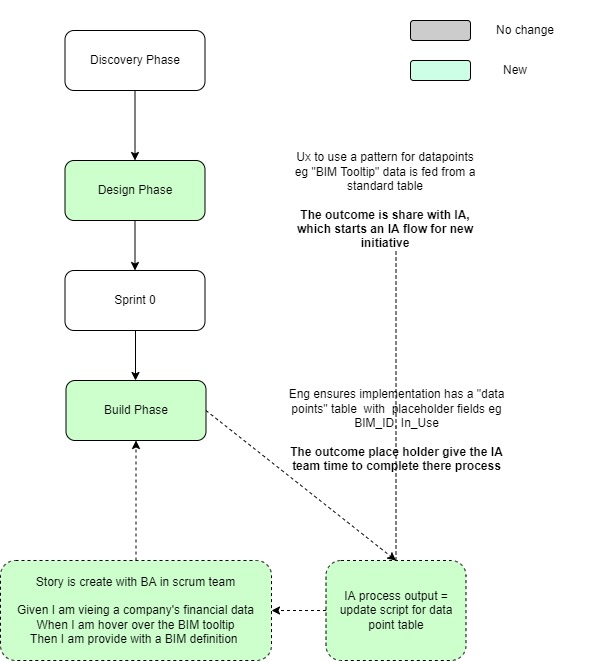 No change
Discovery Phase
New
Ux to use a pattern for datapoints
eg "BIM Tooltip" data is fed from a
standard table
Design Phase
The outcome is share with IA,
which starts an IA flow for new
initiative
Sprint 0
Eng ensures implementation has a "data
points" table with placeholder fields eg
BIM_ID, In_Use
Build Phase
The outcome place holder give the IA
team time to complete there process
Story is create with BA in scrum team
Given I am vieing a company's financial data
When I am hover over the BIM tooltip
Then I am provide with a BIM definition
IA process output =
update script for data
point table